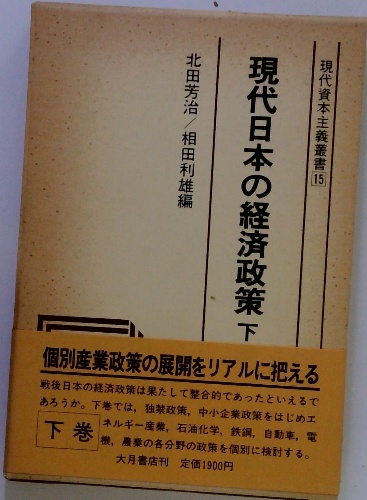 現代資本主義叢書15
現代日本の経済政策 下
北田芳治／相田利雄編
個別産業政策の展開をリアルに把える
戦後日本の経済政策は果たして整合的であったといえるで
あろうか。下巻では，独禁政策，中小企業政策をはじめエ
ネルギー産業，石油化学，鉄鋼，自動車，電
機，農業の各分野の政策を個別に検討する。
下巻
大月書店刊 定価1900円